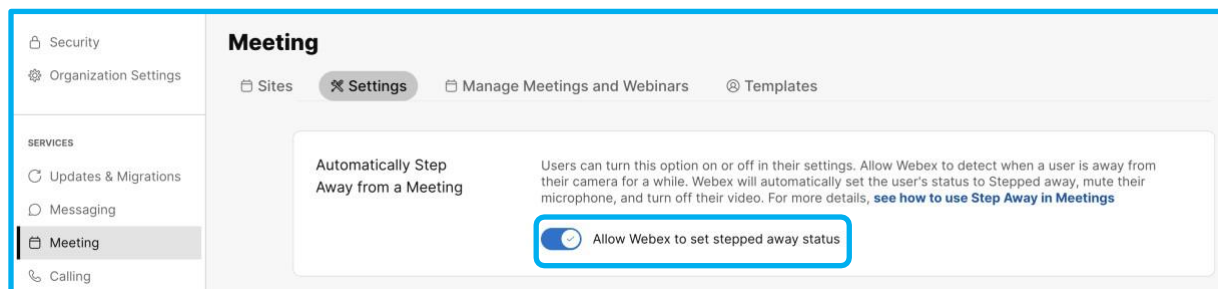 Security
Organization Settings
SERVICES
Updates & Migrations
Messaging
Meeting
Calling
Meeting
Sites Settings Manage Meetings and Webinars Templates
Automatically Step
Away from a Meeting
Users can turn this option on or off in their settings. Allow Webex to detect when a user is away from
their camera for a while. Webex will automatically set the user's status to Stepped away, mute their
microphone, and turn off their video. For more details, see how to use Step Away in Meetings
Allow Webex to set stepped away status